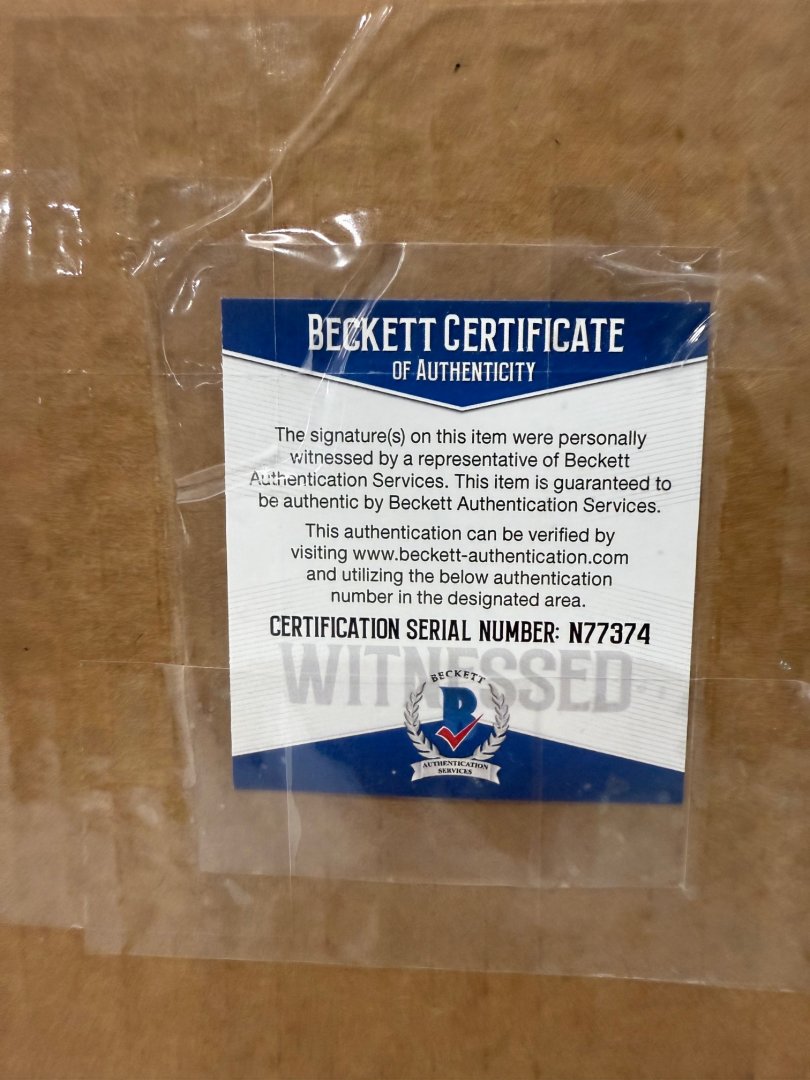 BECKETT CERTIFICATE
OF AUTHENTICITY
The signature(s) on this item were personally
witnessed by a representative of Beckett
Authentication Services. This item is guaranteed to
be authentic by Beckett Authentication Services.
This authentication can be verified by
visiting www.beckett-authentication.com
and utilizing the below authentication
number in the designated area.
CERTIFICATION SERIAL NUMBER: N77374
WITNESSED
BECKETT
B
AUTHENTICATION
SERVICES